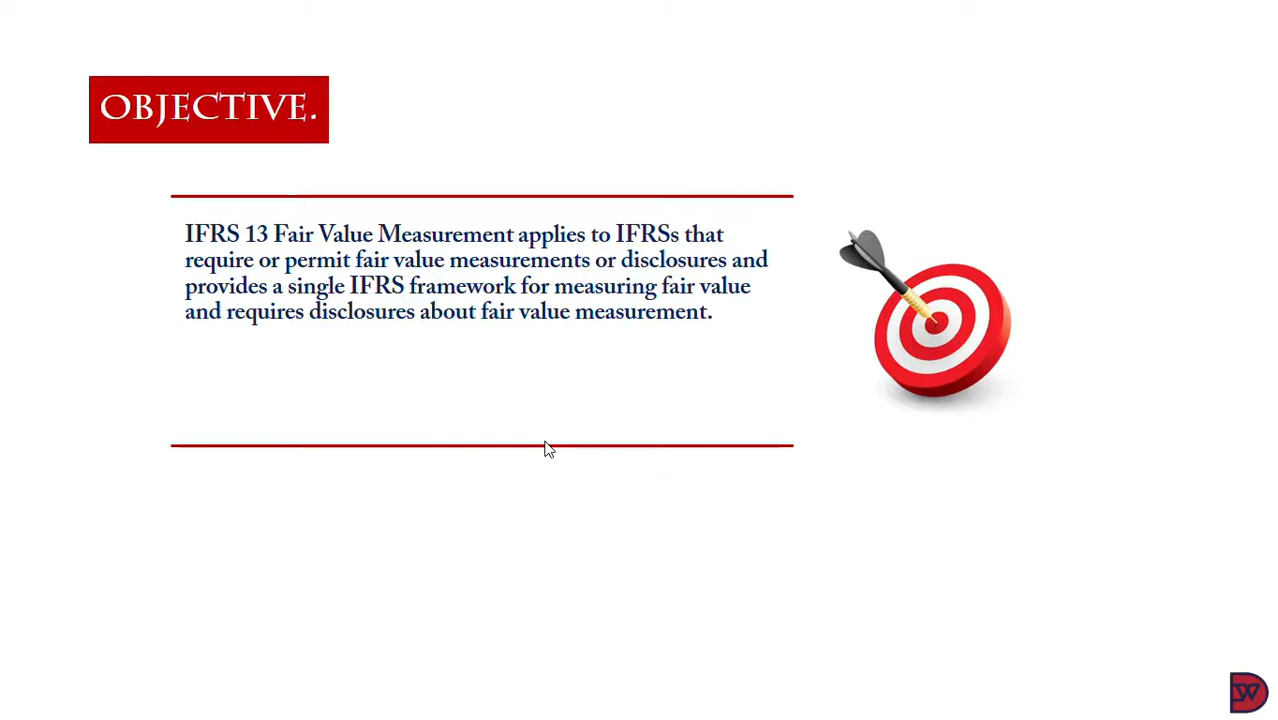 OBJECTIVE.
IFRS 13 Fair Value Measurement applies to IFRSs that
require or permit fair value measurements or disclosures and
provides a single IFRS framework for measuring fair value
and requires disclosures about fair value measurement.
DW